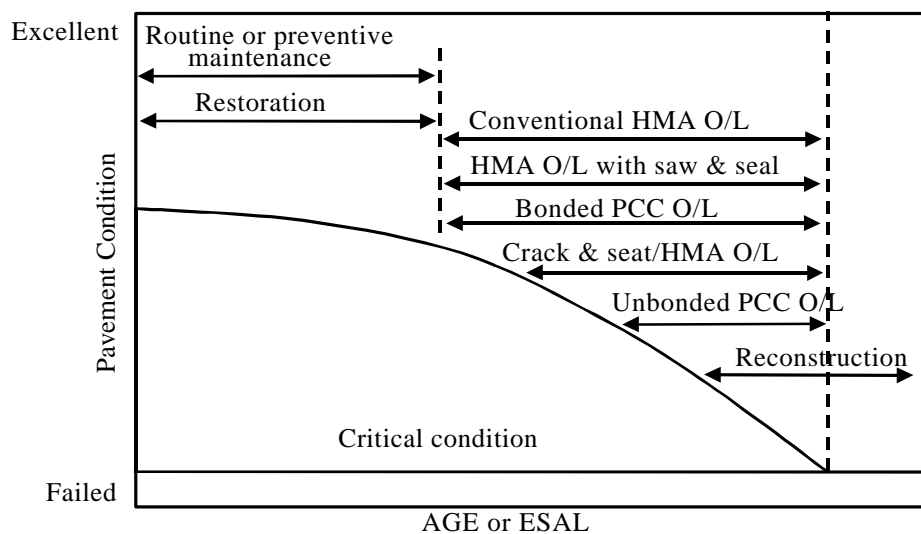 Excellent
Routine or preventive
maintenance
Restoration
Conventional HMA O/L
HMA O/L with saw & seal
Bonded PCC O/L
Crack & seat/HMA O/L
Unbonded PCC O/L
Reconstruction
Pavement Condition
Critical condition
Failed
AGE or ESAL